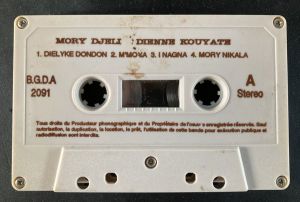 MORY DJELI DIENNE KOUYATE
1. DIELYKE DONDON 2. M'MOVA 3. I NAGNA 4. MORY NIKALA
B.G.D.A
2091
A
Stereo
Tous droits du Producteur phonographique et du Propriétaire de l'œuvre enregistrée réservés. Sauf
autorisation, la duplication, la location, le prêt, l'utilisation de cette bande pour exécution publique et
radiodiffusion sont interdits.